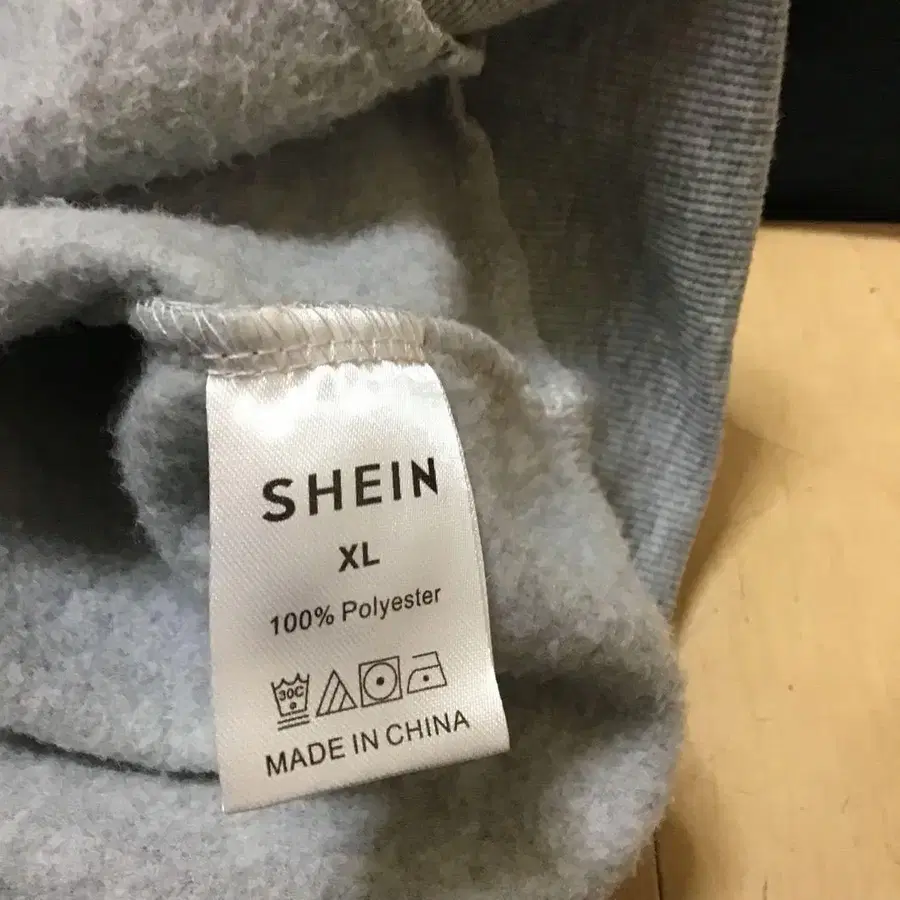 SHEIN
XL
100% Polyester
30C
MADE IN CHINA